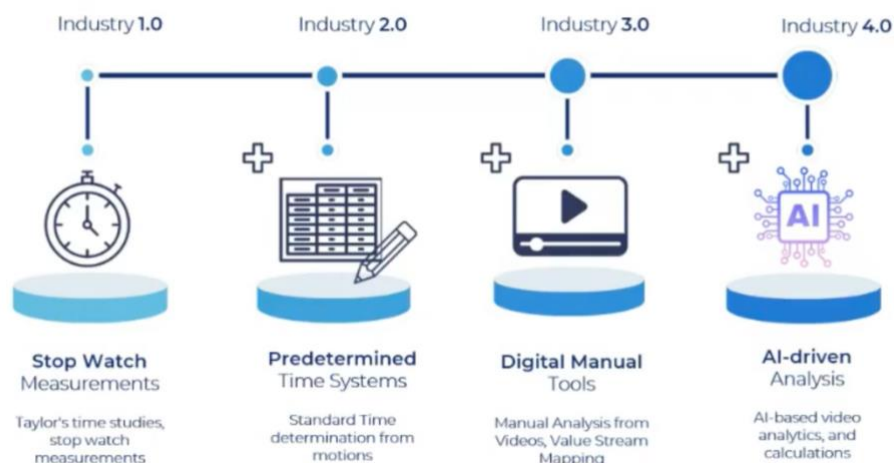 Industry 1.0
Industry 2.0
Industry 3.0
Industry 4.0
AI
Stop Watch
Measurements
Taylor's time studies,
stop watch
measurements
Predetermined
Time Systems
Standard Time
determination from
motions
Digital Manual
Tools
Manual Analysis from
Videos, Value Stream
Mapping
AI-driven
Analysis
AI-based video
analytics, and
calculations